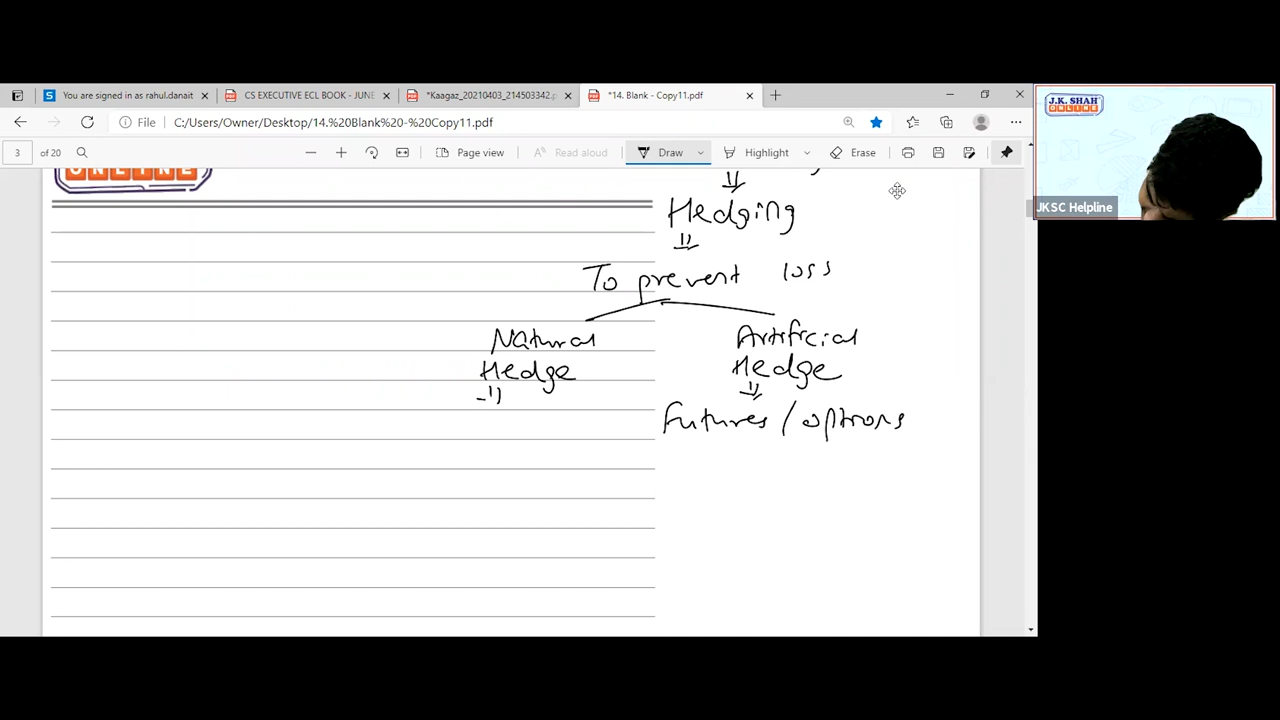 You are signed in as rahul.danait
CS EXECUTIVE ECL BOOK - JUNE
*Kaagaz_20210403_214503342.p
*14. Blank - Copy11.pdf
File
C:/Users/Owner/Desktop/14.%20Blank%20-%20Copy11.pdf
3 of 20
Page view
Read aloud
Draw
Highlight
Erase
J.K. SHAH
ONLINE
JKSC Helpline
ONLINE
Hedging
To prevent loss
Natural Artificial
Hedge Hedge
Futures / options